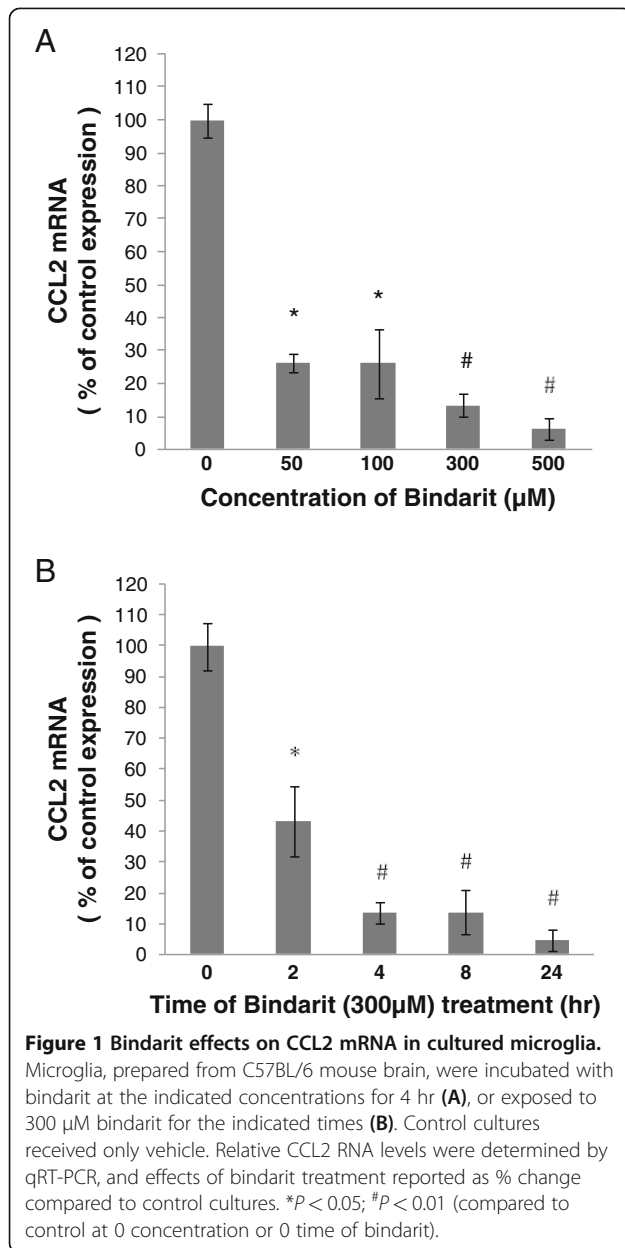 A
CCL2 mRNA
( % of control expression )
120
110
100
90
80
70
60
50
40
30
20
10
0
* * # #
0 50 100 300 500
Concentration of Bindarit (µM)
B
CCL2 mRNA
( % of control expression )
120
110
100
90
80
70
60
50
40
30
20
10
0
* # # #
0 2 4 8 24
Time of Bindarit (300µM) treatment (hr)
Figure 1 Bindarit effects on CCL2 mRNA in cultured microglia.
Microglia, prepared from C57BL/6 mouse brain, were incubated with
bindarit at the indicated concentrations for 4 hr (A), or exposed to
300 µM bindarit for the indicated times (B). Control cultures
received only vehicle. Relative CCL2 RNA levels were determined by
qRT-PCR, and effects of bindarit treatment reported as % change
compared to control cultures. *P < 0.05; #P < 0.01 (compared to
control at 0 concentration or 0 time of bindarit).